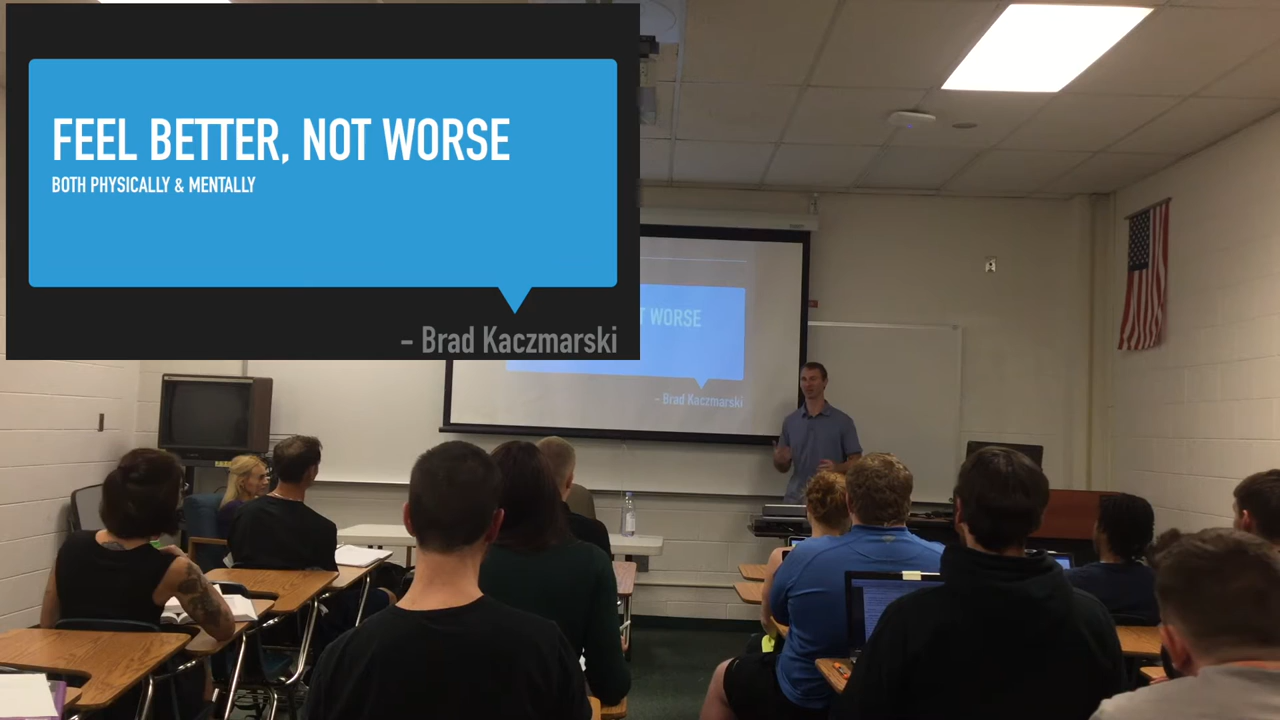 FEEL BETTER, NOT WORSE
BOTH PHYSICALLY & MENTALLY
– Brad Kaczmarski
T WORSE
– Brad Kaczmarski